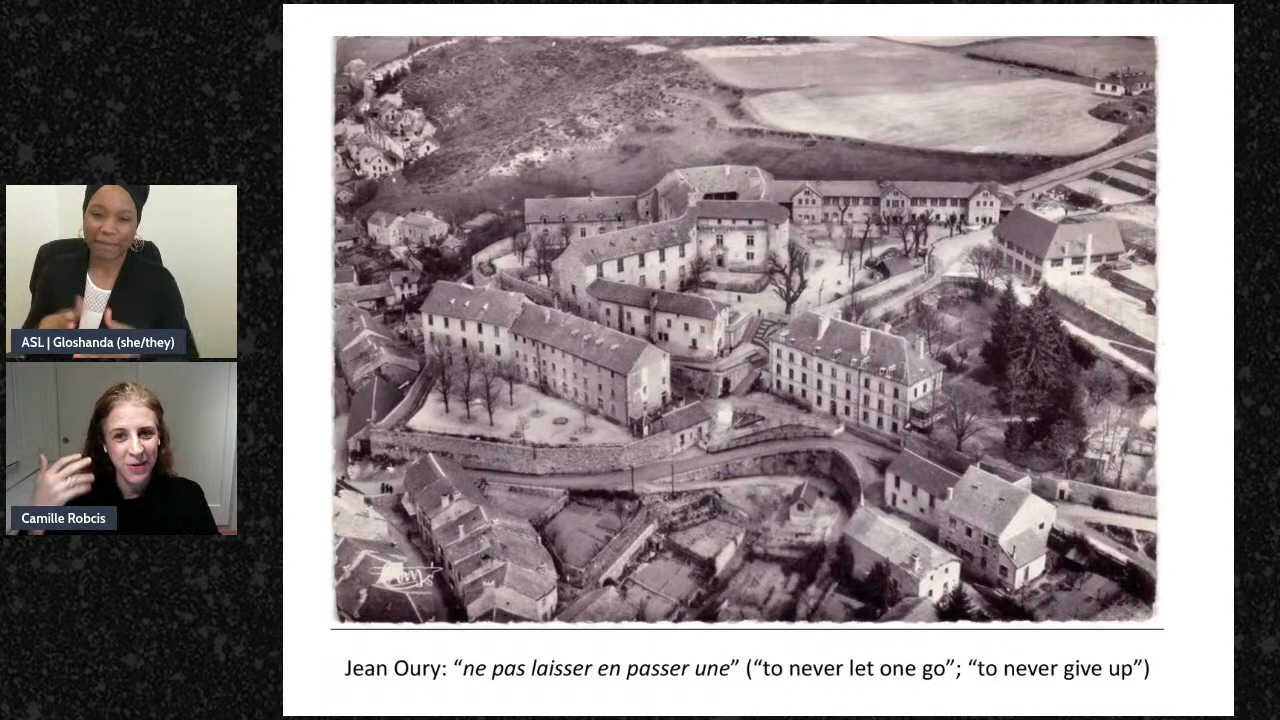 ASL | Gloshanda (she/they)
Camille Robcis
Jean Oury: “ne pas laisser en passer une” (“to never let one go”; “to never give up”)